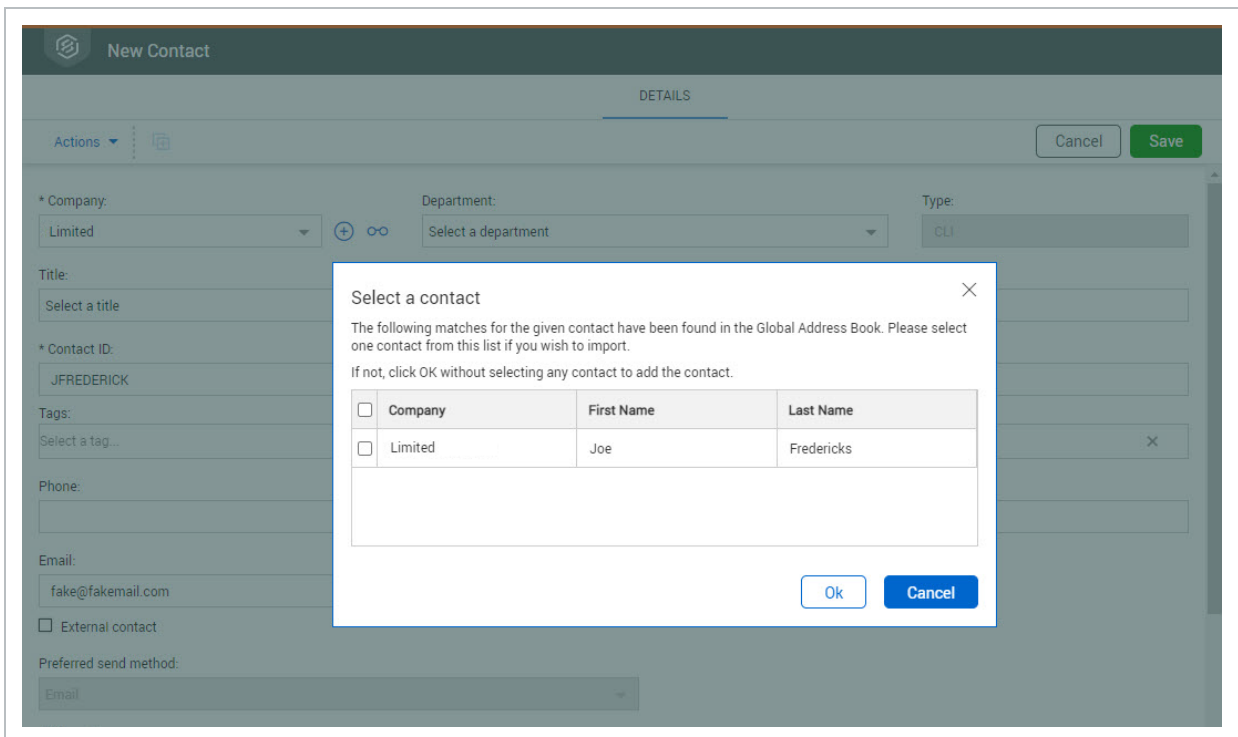 New Contact
DETAILS
Actions
Cancel
Save
* Company:
Department:
Type:
Limited
Select a department
CLI
Title:
Select a title
* Contact ID:
JFREDERICK
Tags:
Select a tag...
Phone:
Email:
fake@fakemail.com
External contact
Preferred send method:
Email
Select a contact
The following matches for the given contact have been found in the Global Address Book. Please select
one contact from this list if you wish to import.
If not, click OK without selecting any contact to add the contact.
Company First Name Last Name
Limited Joe Fredericks
Ok
Cancel